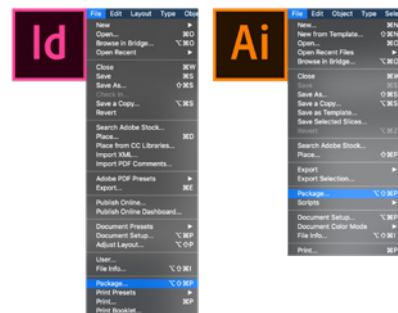 Id
File Edit Layout Type Obje
New
Open... ⌘O
Browse in Bridge... ⌥⌘O
Open Recent
Close ⌘W
Save ⌘S
Save As... ⇧⌘S
Check In...
Save a Copy... ⌥⌘S
Revert
Search Adobe Stock...
Place... ⌘D
Place from CC Libraries...
Import XML...
Import PDF Comments...
Adobe PDF Presets
Export... ⌘E
Publish Online...
Publish Online Dashboard...
Document Presets
Document Setup... ⌥⌘P
Adjust Layout... ⌥⇧P
User...
File Info... ⌥⇧⌘I
Package... ⌥⇧⌘P
Print Presets
Print... ⌘P
Print Booklet...
Ai
File Edit Object Type Sele
New... ⌘N
New from Template... ⇧⌘N
Open... ⌘O
Open Recent Files
Browse in Bridge... ⌥⌘O
Close ⌘W
Save ⌘S
Save As... ⇧⌘S
Save a Copy... ⌥⌘S
Save as Template...
Save Selected Slices...
Revert ⌥⌘Z
Search Adobe Stock...
Place... ⇧⌘P
Export
Export Selection...
Package... ⌥⇧⌘P
Scripts
Document Setup... ⌥⌘P
Document Color Mode
File Info... ⌥⇧⌘I
Print... ⌘P